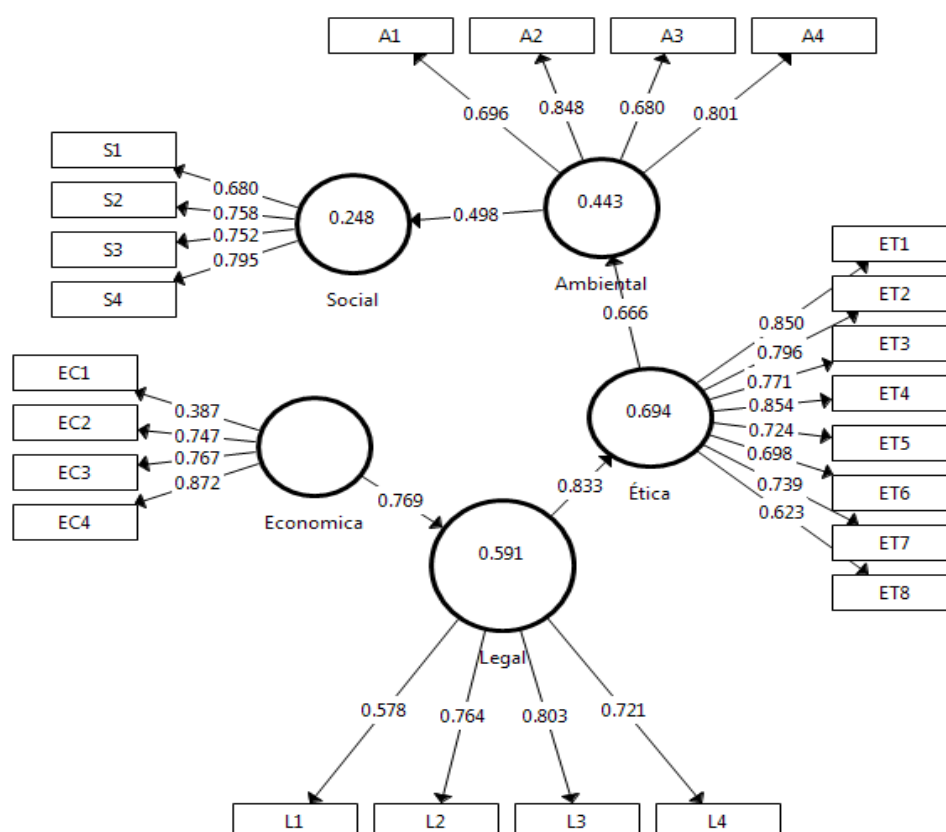 A1
A2
A3
A4
0.696
0.848
0.680
0.801
S1
S2
S3
S4
0.680
0.758
0.752
0.795
0.248
Social
0.498
0.443
Ambiental
0.666
ET1
ET2
ET3
ET4
ET5
ET6
ET7
ET8
0.850
0.796
0.771
0.854
0.724
0.698
0.739
0.623
0.694
Ética
EC1
EC2
EC3
EC4
0.387
0.747
0.767
0.872
Economica
0.769
0.833
0.591
Legal
0.578
0.764
0.803
0.721
L1
L2
L3
L4